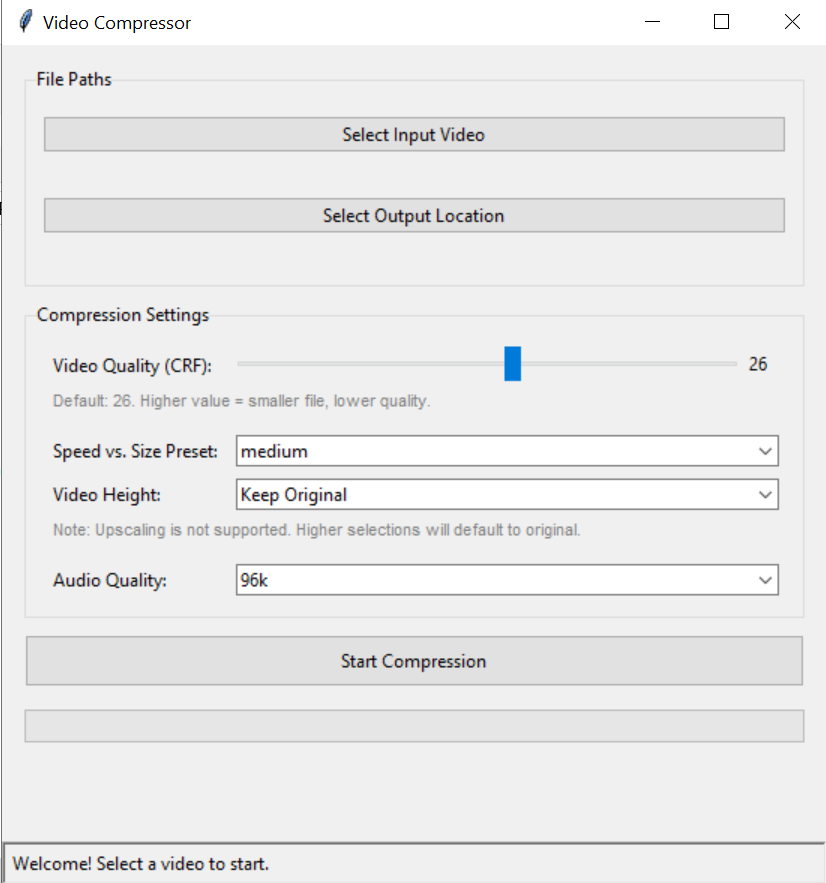 Video Compressor
File Paths
Select Input Video
Select Output Location
Compression Settings
Video Quality (CRF):
26
Default: 26. Higher value = smaller file, lower quality.
Speed vs. Size Preset:
medium
Video Height:
Keep Original
Note: Upscaling is not supported. Higher selections will default to original.
Audio Quality:
96k
Start Compression
Welcome! Select a video to start.